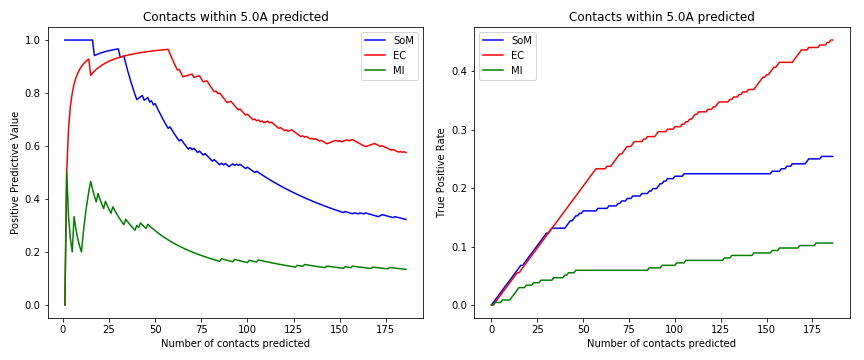 Contacts within 5.0A predicted
Positive Predictive Value
1.0
0.8
0.6
0.4
0.2
0.0
SoM
EC
MI
0 25 50 75 100 125 150 175
Number of contacts predicted
Contacts within 5.0A predicted
True Positive Rate
0.4
0.3
0.2
0.1
0.0
SoM
EC
MI
0 25 50 75 100 125 150 175
Number of contacts predicted